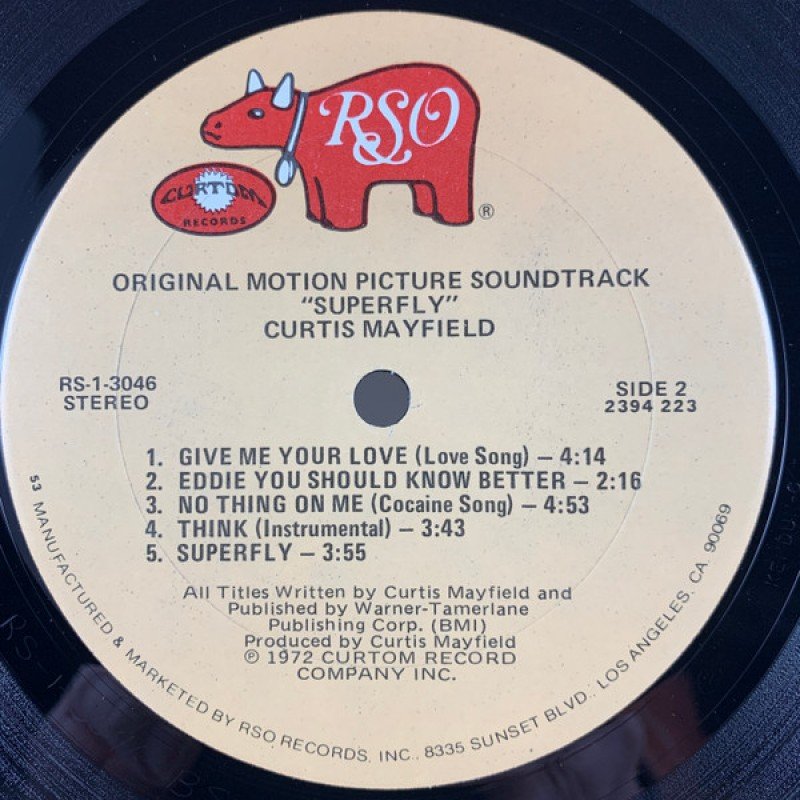 RSO
®
CURTOM
RECORDS
ORIGINAL MOTION PICTURE SOUNDTRACK
"SUPERFLY"
CURTIS MAYFIELD
RS-1-3046
STEREO
SIDE 2
2394 223
1. GIVE ME YOUR LOVE (Love Song) – 4:14
2. EDDIE YOU SHOULD KNOW BETTER – 2:16
3. NO THING ON ME (Cocaine Song) – 4:53
4. THINK (Instrumental) – 3:43
5. SUPERFLY – 3:55
All Titles Written by Curtis Mayfield and
Published by Warner-Tamerlane
Publishing Corp. (BMI)
Produced by Curtis Mayfield
℗ 1972 CURTOM RECORD
COMPANY INC.
53 MANUFACTURED & MARKETED BY RSO RECORDS, INC., 8335 SUNSET BLVD., LOS ANGELES, CA 90069